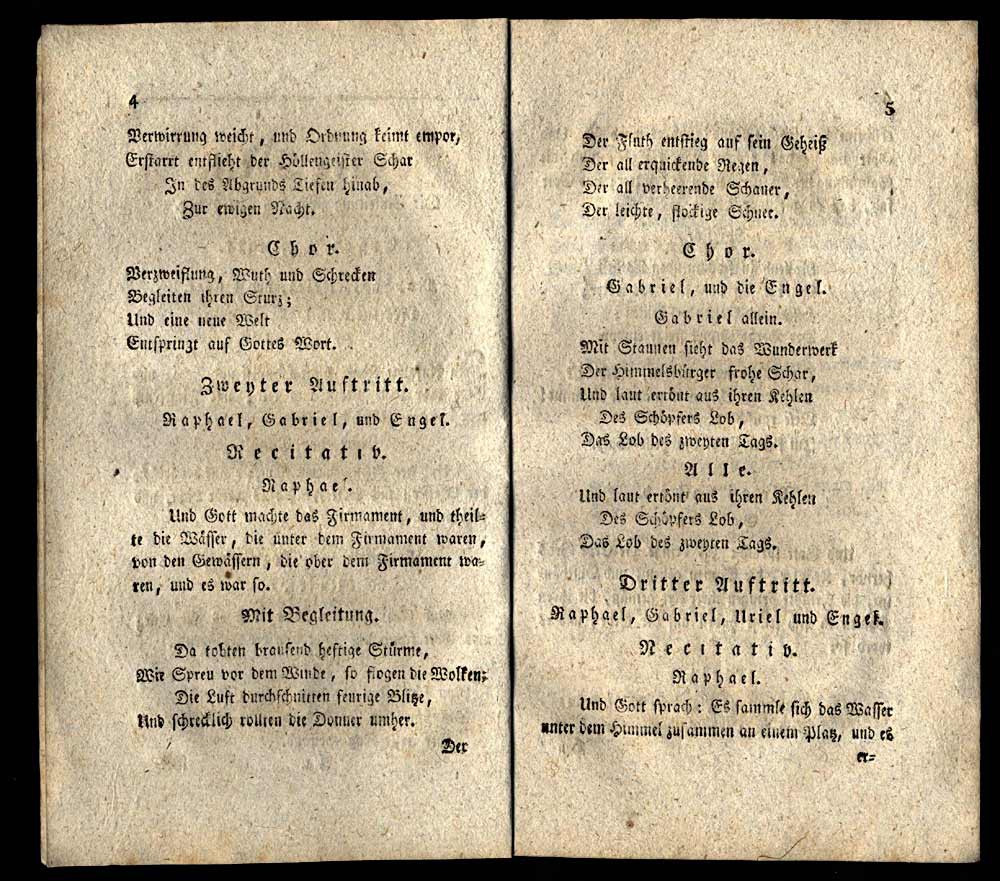 4
Verwirrung weicht, und Ordnung keimt empor,
Erstarrt entflieht der Höllengeister Schar
In des Abgrunds Tiefen hinab,
Zur ewigen Nacht.
Chor.
Verzweiflung, Wuth und Schrecken
Begleiten ihren Sturz;
Und eine neue Welt
Entspringt auf Gottes Wort.
Zweyter Auftritt.
Raphael, Gabriel, und Engel.
Recitativ.
Raphael.
Und Gott machte das Firmament, und theil=
te die Wässer, die unter dem Firmament waren,
von den Gewässern, die ober dem Firmament wa=
ren, und es war so.
Mit Begleitung.
Da tobten brausend heftige Stürme,
Wie Spreu vor dem Winde, so flogen die Wolken;
Die Luft durchschnitten feurige Blitze,
Und schrecklich rollten die Donner umher.
Der
5
Der Fluth entstieg auf sein Geheiß
Der all erquickende Regen,
Der all verheerende Schauer,
Der leichte, flockige Schnee.
Chor.
Gabriel, und die Engel.
Gabriel allein.
Mit Staunen sieht das Wunderwerk
Der Himmelsbürger frohe Schar,
Und laut ertönt aus ihren Kehlen
Des Schöpfers Lob,
Das Lob des zweyten Tags.
Alle.
Und laut ertönt aus ihren Kehlen
Des Schöpfers Lob,
Das Lob des zweyten Tags.
Dritter Auftritt.
Raphael, Gabriel, Uriel und Engel.
Recitativ.
Raphael.
Und Gott sprach: Es sammle sich das Wasser
unter dem Himmel zusammen an einem Platz, und es
er=